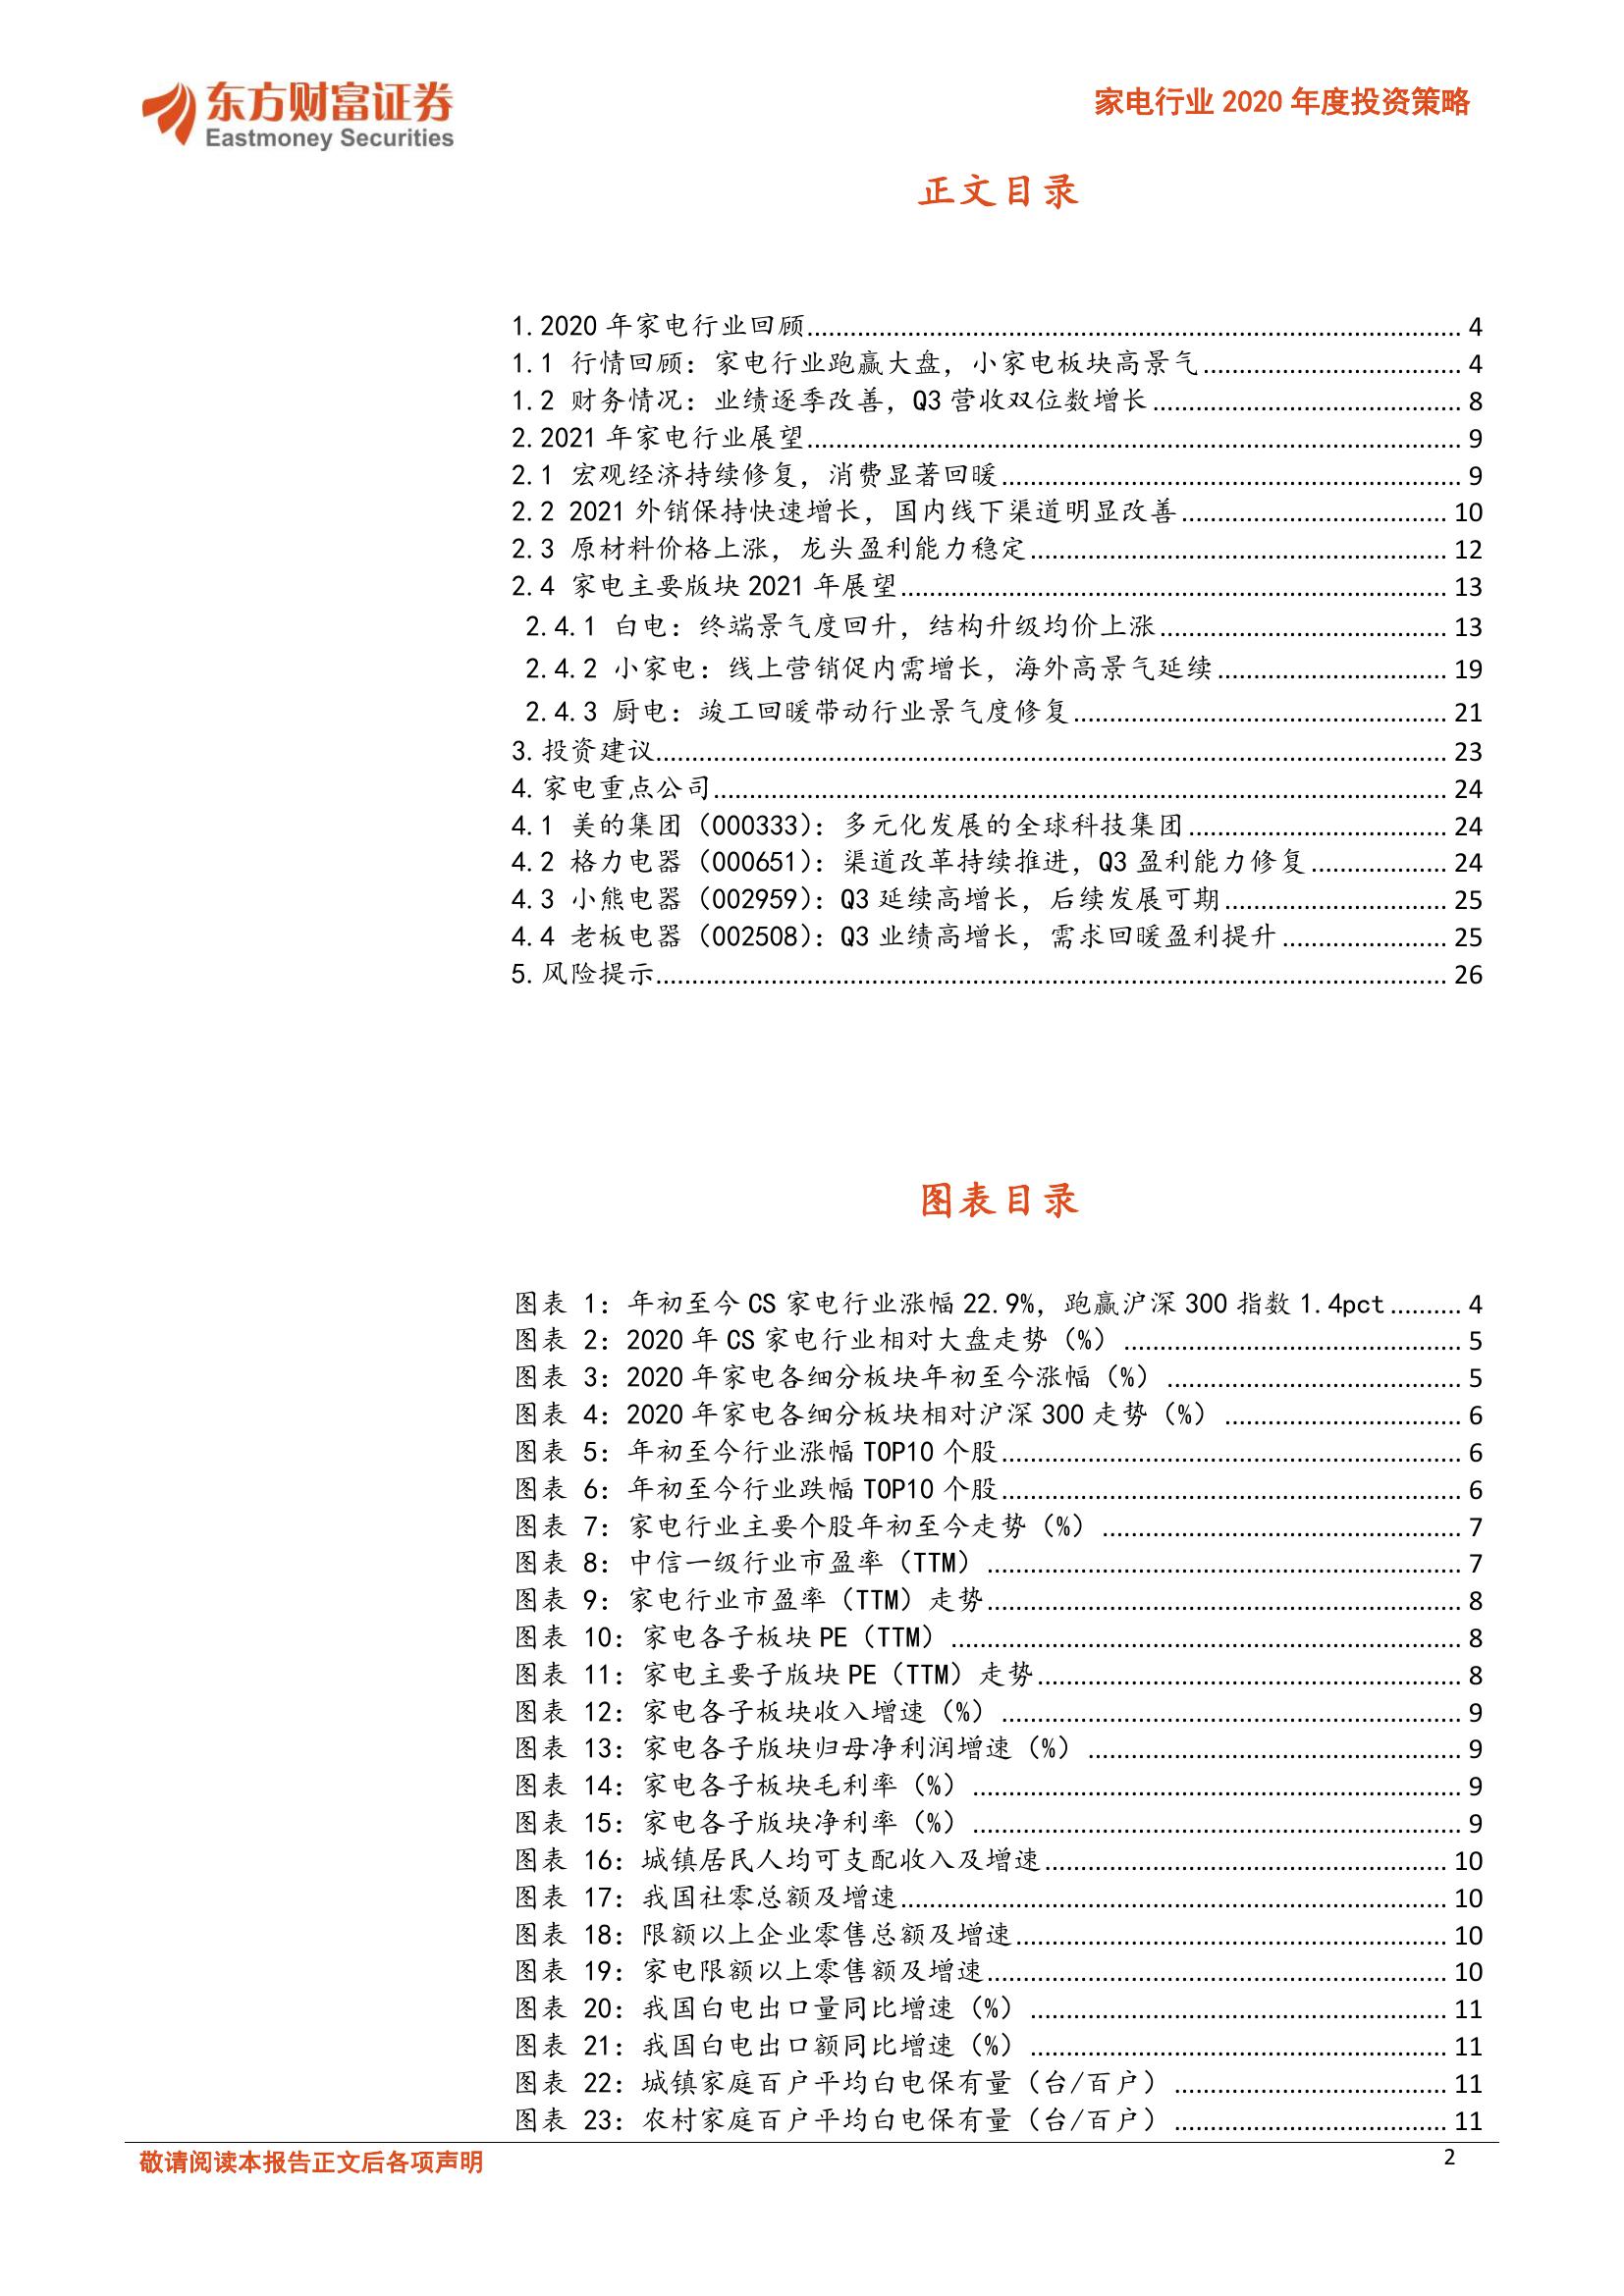 东方财富证券
Eastmoney Securities
家电行业 2020 年度投资策略
正文目录
1.2020 年家电行业回顾........................................ 4
1.1 行情回顾：家电行业跑赢大盘，小家电板块高景气........................................ 4
1.2 财务情况：业绩逐季改善，Q3 营收双位数增长........................................ 8
2.2021 年家电行业展望........................................ 9
2.1 宏观经济持续修复，消费显著回暖........................................ 9
2.2 2021 外销保持快速增长，国内线下渠道明显改善........................................ 10
2.3 原材料价格上涨，龙头盈利能力稳定........................................ 12
2.4 家电主要版块 2021 年展望........................................ 13
2.4.1 白电：终端景气度回升，结构升级均价上涨........................................ 13
2.4.2 小家电：线上营销促内需增长，海外高景气延续........................................ 19
2.4.3 厨电：竣工回暖带动行业景气度修复........................................ 21
3.投资建议........................................ 23
4.家电重点公司........................................ 24
4.1 美的集团（000333）：多元化发展的全球科技集团........................................ 24
4.2 格力电器（000651）：渠道改革持续推进，Q3 盈利能力修复........................................ 24
4.3 小熊电器（002959）：Q3 延续高增长，后续发展可期........................................ 25
4.4 老板电器（002508）：Q3 业绩高增长，需求回暖盈利提升........................................ 25
5.风险提示........................................ 26
图表目录
图表 1：年初至今 CS 家电行业涨幅 22.9%，跑赢沪深 300 指数 1.4pct.......... 4
图表 2：2020 年 CS 家电行业相对大盘走势（%）........................................ 5
图表 3：2020 年家电各细分板块年初至今涨幅（%）........................................ 5
图表 4：2020 年家电各细分板块相对沪深 300 走势（%）........................................ 6
图表 5：年初至今行业涨幅 TOP10 个股........................................ 6
图表 6：年初至今行业跌幅 TOP10 个股........................................ 6
图表 7：家电行业主要个股年初至今走势（%）........................................ 7
图表 8：中信一级行业市盈率（TTM）........................................ 7
图表 9：家电行业市盈率（TTM）走势........................................ 8
图表 10：家电各子板块 PE（TTM）........................................ 8
图表 11：家电主要子版块 PE（TTM）走势........................................ 8
图表 12：家电各子板块收入增速（%）........................................ 9
图表 13：家电各子版块归母净利润增速（%）........................................ 9
图表 14：家电各子板块毛利率（%）........................................ 9
图表 15：家电各子版块净利率（%）........................................ 9
图表 16：城镇居民人均可支配收入及增速........................................ 10
图表 17：我国社零总额及增速........................................ 10
图表 18：限额以上企业零售总额及增速........................................ 10
图表 19：家电限额以上零售额及增速........................................ 10
图表 20：我国白电出口量同比增速（%）........................................ 11
图表 21：我国白电出口额同比增速（%）........................................ 11
图表 22：城镇家庭百户平均白电保有量（台/百户）........................................ 11
图表 23：农村家庭百户平均白电保有量（台/百户）........................................ 11
敬请阅读本报告正文后各项声明
2